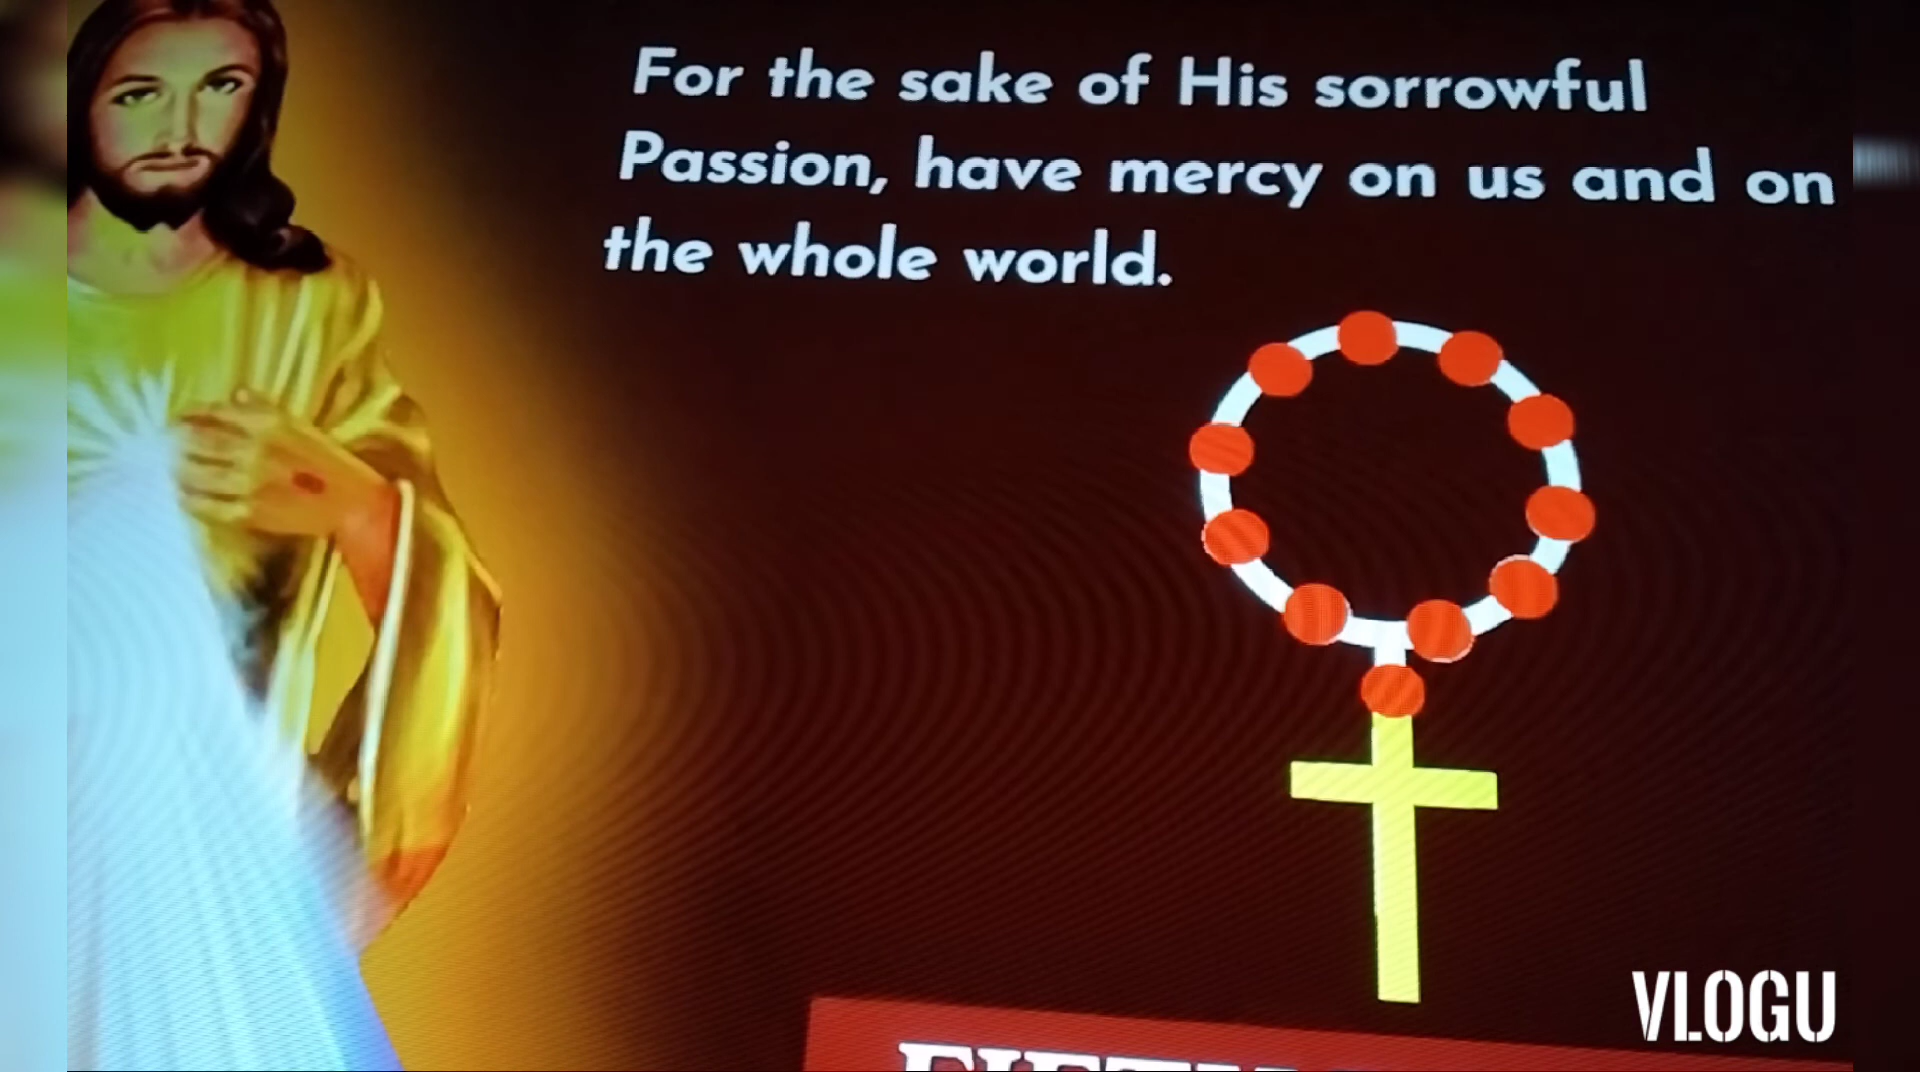 For the sake of His sorrowful
Passion, have mercy on us and on
the whole world.
VLOGU